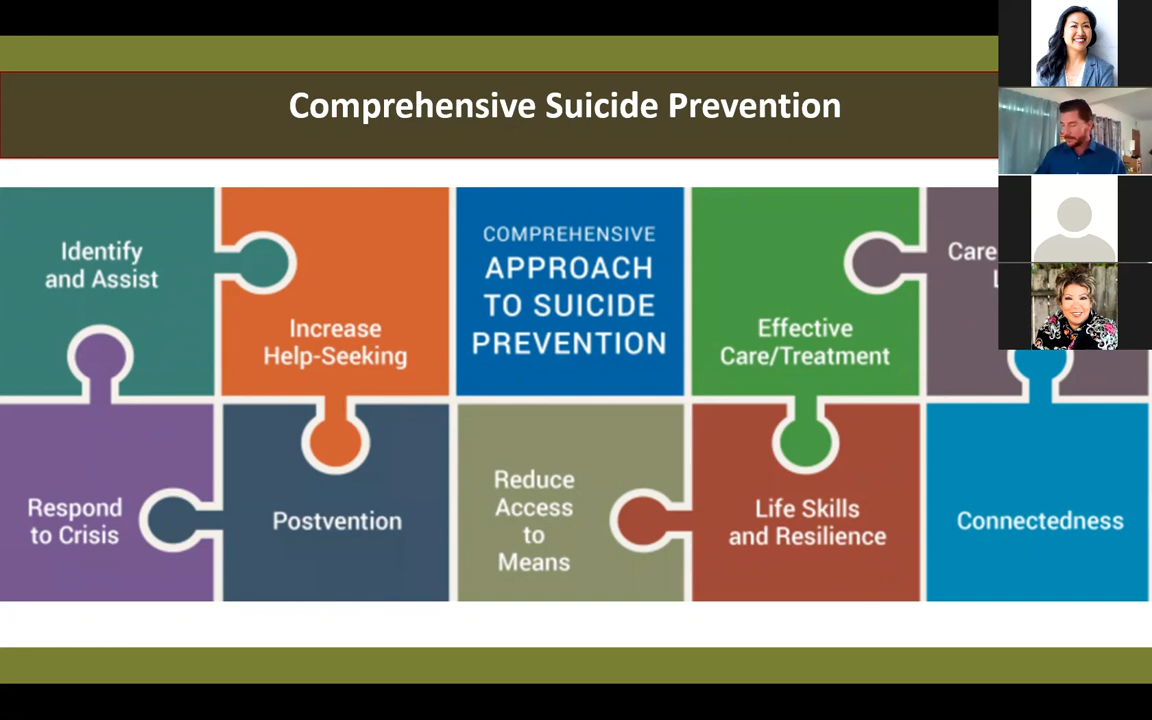 Comprehensive Suicide Prevention
Identify
and Assist
Increase
Help-Seeking
COMPREHENSIVE
APPROACH
TO SUICIDE
PREVENTION
Effective
Care/Treatment
Care
Respond
to Crisis
Postvention
Reduce
Access
to
Means
Life Skills
and Resilience
Connectedness